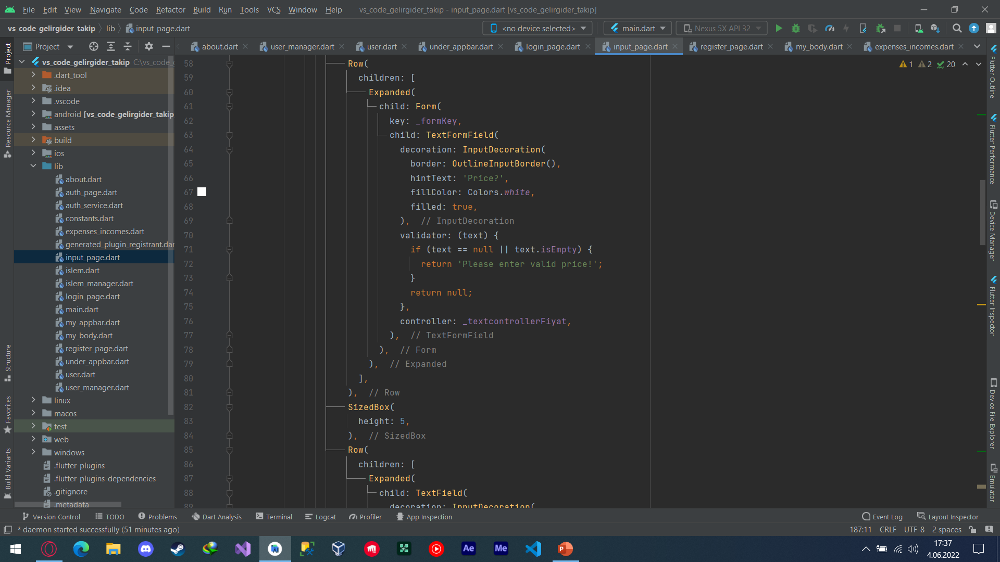 File Edit View Navigate Code Refactor Build Run Tools VCS Window Help vs_code_gelirgider_takip - input_page.dart [vs_code_gelirgider_takip]
vs_code_gelirgider_takip lib input_page.dart <no device selected> main.dart Nexus 5X API 32
Project about.dart user_manager.dart user.dart under_appbar.dart login_page.dart input_page.dart register_page.dart my_body.dart expenses_incomes.dart
Project
Resource Manager
Structure
Favorites
Build Variants
vs_code_gelirgider_takip C:\vs_code_
.dart_tool
.idea
.vscode
android [vs_code_gelirgider_takip
assets
build
ios
lib
about.dart
auth_page.dart
auth_service.dart
constants.dart
expenses_incomes.dart
generated_plugin_registrant.dar
input_page.dart
islem.dart
islem_manager.dart
login_page.dart
main.dart
my_appbar.dart
my_body.dart
register_page.dart
under_appbar.dart
user.dart
user_manager.dart
linux
macos
test
web
windows
.flutter-plugins
.flutter-plugins-dependencies
.gitignore
.metadata
1 2 20
58 Row(
59 children: [
60 Expanded(
61 child: Form(
62 key: _formKey,
63 child: TextFormField(
64 decoration: InputDecoration(
65 border: OutlineInputBorder(),
66 hintText: 'Price?',
67 fillColor: Colors.white,
68 filled: true,
69 ), // InputDecoration
70 validator: (text) {
71 if (text == null || text.isEmpty) {
72 return 'Please enter valid price!';
73 }
74 return null;
75 },
76 controller: _textcontrollerFiyat,
77 ), // TextFormField
78 ), // Form
79 ), // Expanded
80 ],
81 ), // Row
82 SizedBox(
83 height: 5,
84 ), // SizedBox
85 Row(
86 children: [
87 Expanded(
88 child: TextField(
89 decoration: InputDecoration(
Flutter Outline
Flutter Performance
Device Manager
Flutter Inspector
Device File Explorer
Emulator
Version Control TODO Problems Dart Analysis Terminal Logcat Profiler App Inspection Event Log Layout Inspector
* daemon started successfully (51 minutes ago) 187:11 CRLF UTF-8 2 spaces
Ae Me
17:37
4.06.2022